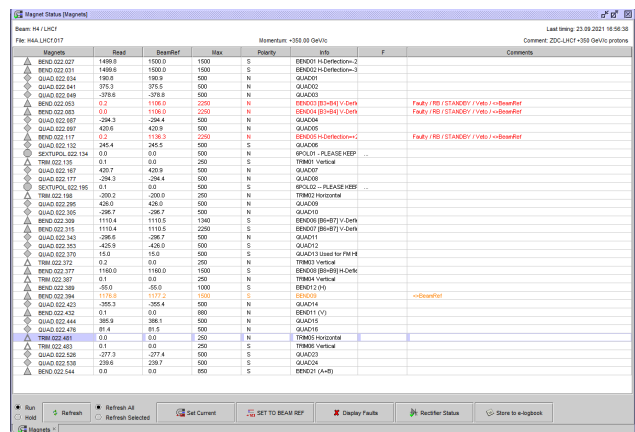 Magnet Status [Magnets]
Beam: H4 / LHCf Last timing: 23.09.2021 16:56:38
File: H4A.LHCf.017 Momentum: +350.00 GeV/c Comment: ZDC-LHCf +350 GeV/c protons
Magnets Read BeamRef Max Polarity Info F Comments
BEND.022.027 1499.8 1500.0 1500 S BEND01 H-Deflection=-2
BEND.022.031 1499.6 1500.0 1500 S BEND02 H-Deflection=-3
QUAD.022.034 190.8 190.9 500 S QUAD01
QUAD.022.041 375.3 375.5 500 S QUAD02
QUAD.022.049 -378.6 -378.8 500 S QUAD03
BEND.022.053 0.2 1106.0 2250 N BEND03 [B3+B4] V-Defle Faulty / RB / STANDBY / Veto / <>BeamRef
BEND.022.083 0.0 1106.0 2250 N BEND04 [B3+B4] V-Defle Faulty / RB / STANDBY / Veto / <>BeamRef
QUAD.022.087 -294.3 -294.4 500 N QUAD04
QUAD.022.097 420.6 420.9 500 N QUAD05
BEND.022.117 0.2 1136.3 2250 N BEND05 H-Deflection=+2 Faulty / RB / STANDBY / Veto / <>BeamRef
QUAD.022.132 245.4 245.5 500 S QUAD06
SEXTUPOL.022.134 0.0 0.0 500 S 6POL01 - PLEASE KEEP ...
TRIM.022.135 0.1 0.0 250 S TRIM01 Vertical
QUAD.022.167 420.7 420.9 500 N QUAD07
QUAD.022.177 -294.3 -294.4 500 S QUAD08
SEXTUPOL.022.195 0.1 0.0 500 S 6POL02 -- PLEASE KEEP ...
TRIM.022.198 -200.2 -200.0 250 S TRIM02 Horizontal
QUAD.022.295 426.0 426.0 500 N QUAD09
QUAD.022.305 -296.7 -296.7 500 N QUAD10
BEND.022.309 1110.4 1110.5 1340 S BEND06 [B6+B7] V-Defle
BEND.022.315 1110.4 1110.5 2250 S BEND07 [B6+B7] V-Defle
QUAD.022.343 -296.6 -296.7 500 N QUAD11
QUAD.022.353 -425.9 -426.0 500 S QUAD12
QUAD.022.370 15.0 15.0 500 S QUAD13 Used for FM HI
TRIM.022.372 0.2 0.0 250 N TRIM03 Vertical
BEND.022.377 1160.0 1160.0 1500 S BEND08 [B8+B9] H-Defle
TRIM.022.387 0.1 0.0 250 N TRIM04 Vertical
BEND.022.389 -55.0 -55.0 1000 S BEND12 (H)
BEND.022.394 1176.8 1177.2 1500 S BEND09 <>BeamRef
QUAD.022.423 -355.3 -355.4 500 N QUAD14
BEND.022.432 0.1 0.0 880 N BEND11 (V)
QUAD.022.444 385.9 386.1 500 N QUAD15
QUAD.022.478 81.4 81.5 500 N QUAD16
TRIM.022.481 0.0 0.0 250 N TRIM05 Horizontal
TRIM.022.483 0.1 0.0 250 S TRIM06 Vertical
QUAD.022.526 -277.3 -277.4 500 S QUAD23
QUAD.022.538 239.6 239.7 500 S QUAD24
BEND.022.544 0.0 0.0 850 S BEND21 (A+B)
Run Refresh Refresh All Set Current SET TO BEAM REF Display Faults Rectifier Status Store to e-logbook
Hold Refresh Selected
Magnets